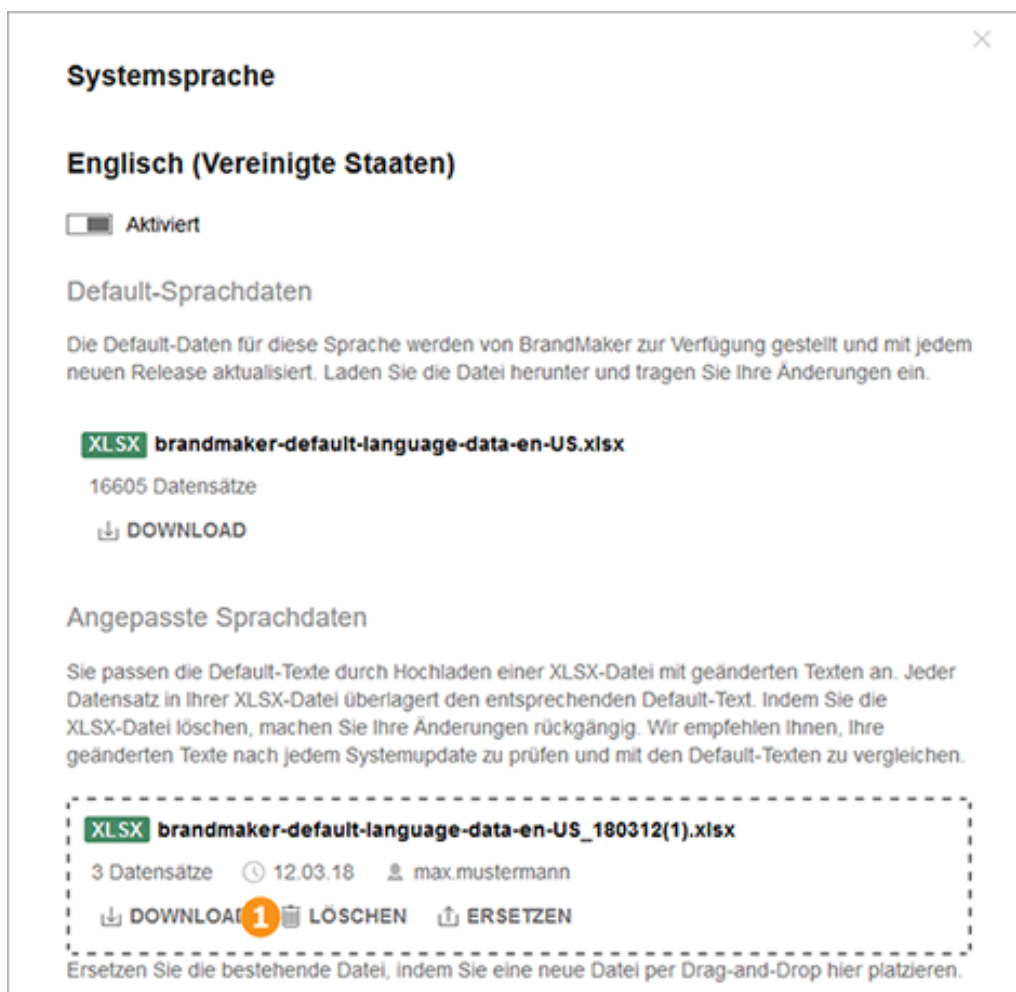 Systemsprache
Englisch (Vereinigte Staaten)
Aktiviert
Default-Sprachdaten
Die Default-Daten für diese Sprache werden von BrandMaker zur Verfügung gestellt und mit jedem
neuen Release aktualisiert. Laden Sie die Datei herunter und tragen Sie Ihre Änderungen ein.
XLSX brandmaker-default-language-data-en-US.xlsx
16605 Datensätze
DOWNLOAD
Angepasste Sprachdaten
Sie passen die Default-Texte durch Hochladen einer XLSX-Datei mit geänderten Texten an. Jeder
Datensatz in Ihrer XLSX-Datei überlagert den entsprechenden Default-Text. Indem Sie die
XLSX-Datei löschen, machen Sie Ihre Änderungen rückgängig. Wir empfehlen Ihnen, Ihre
geänderten Texte nach jedem Systemupdate zu prüfen und mit den Default-Texten zu vergleichen.
XLSX brandmaker-default-language-data-en-US_180312(1).xlsx
3 Datensätze 12.03.18 max.mustermann
DOWNLOAD 1 LÖSCHEN ERSETZEN
Ersetzen Sie die bestehende Datei, indem Sie eine neue Datei per Drag-and-Drop hier platzieren.